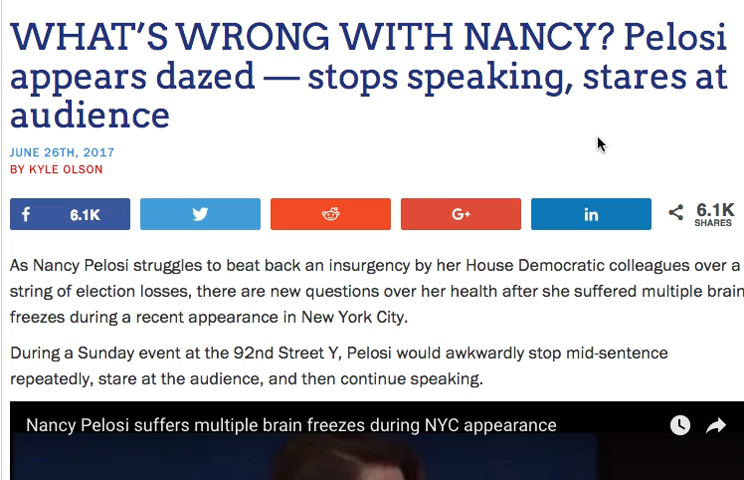 WHAT'S WRONG WITH NANCY? Pelosi
appears dazed — stops speaking, stares at
audience
JUNE 26TH, 2017
BY KYLE OLSON
f 6.1K
G+
in
6.1K
SHARES
As Nancy Pelosi struggles to beat back an insurgency by her House Democratic colleagues over a
string of election losses, there are new questions over her health after she suffered multiple brain
freezes during a recent appearance in New York City.
During a Sunday event at the 92nd Street Y, Pelosi would awkwardly stop mid-sentence
repeatedly, stare at the audience, and then continue speaking.
Nancy Pelosi suffers multiple brain freezes during NYC appearance